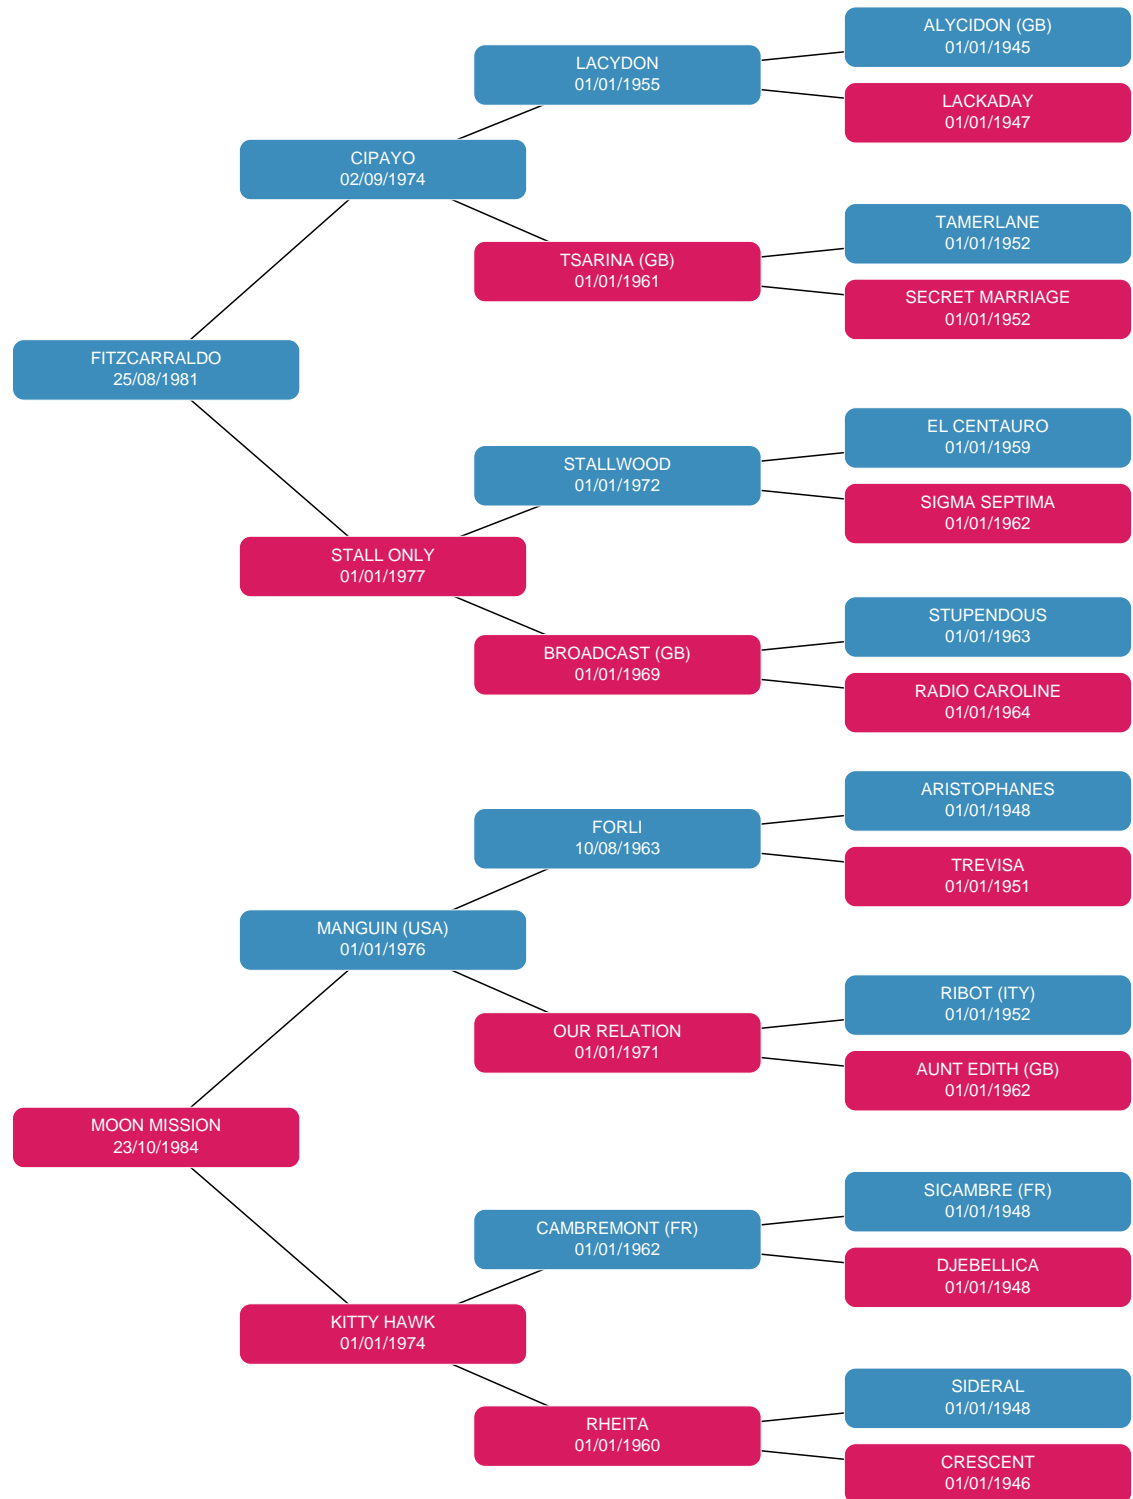 ALYCIDON (GB)
01/01/1945
LACYDON
01/01/1955
LACKADAY
01/01/1947
CIPAYO
02/09/1974
TAMERLANE
01/01/1952
TSARINA (GB)
01/01/1961
SECRET MARRIAGE
01/01/1952
FITZCARRALDO
25/08/1981
EL CENTAURO
01/01/1959
STALLWOOD
01/01/1972
SIGMA SEPTIMA
01/01/1962
STALL ONLY
01/01/1977
STUPENDOUS
01/01/1963
BROADCAST (GB)
01/01/1969
RADIO CAROLINE
01/01/1964
ARISTOPHANES
01/01/1948
FORLI
10/08/1963
TREVISA
01/01/1951
MANGUIN (USA)
01/01/1976
RIBOT (ITY)
01/01/1952
OUR RELATION
01/01/1971
AUNT EDITH (GB)
01/01/1962
MOON MISSION
23/10/1984
SICAMBRE (FR)
01/01/1948
CAMBREMONT (FR)
01/01/1962
DJEBELLICA
01/01/1948
KITTY HAWK
01/01/1974
SIDERAL
01/01/1948
RHEITA
01/01/1960
CRESCENT
01/01/1946